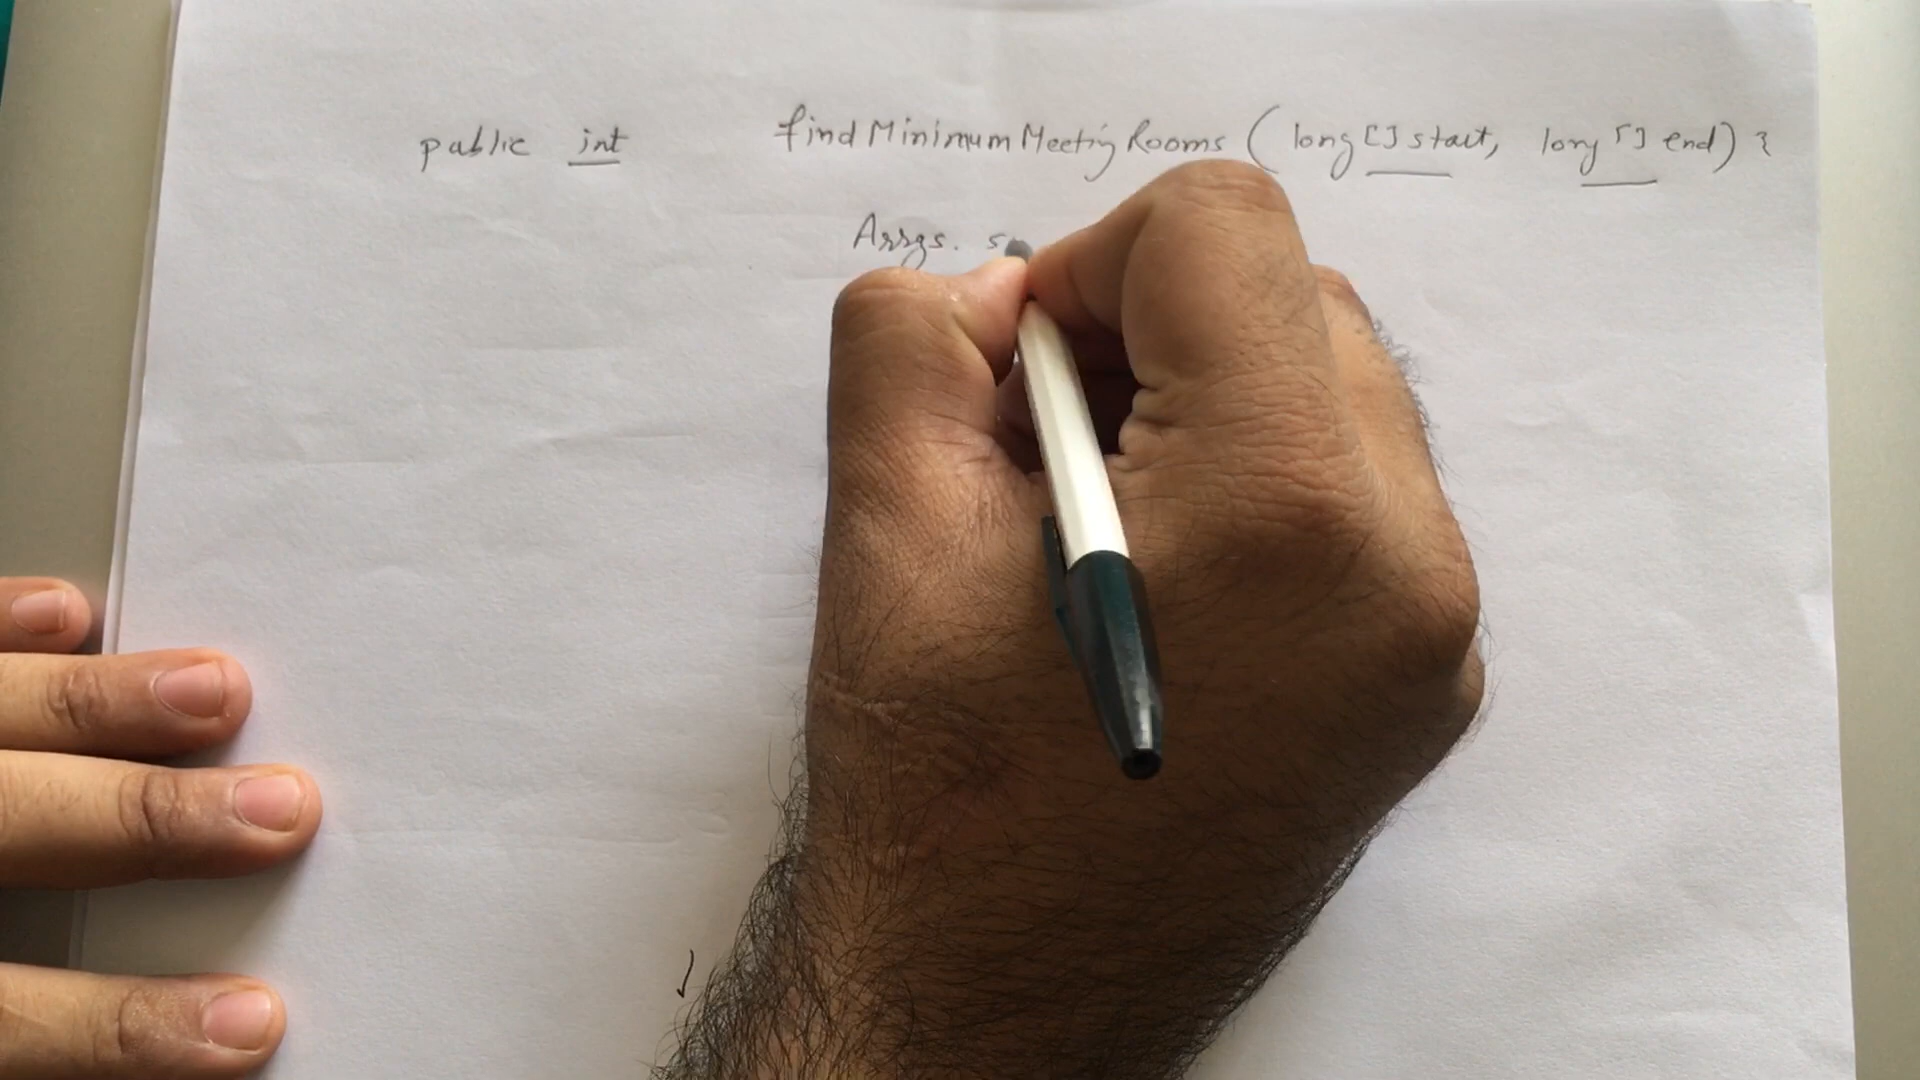 public int findMinimumMeetingRooms (long[] start, long[] end) {
Arrays. s